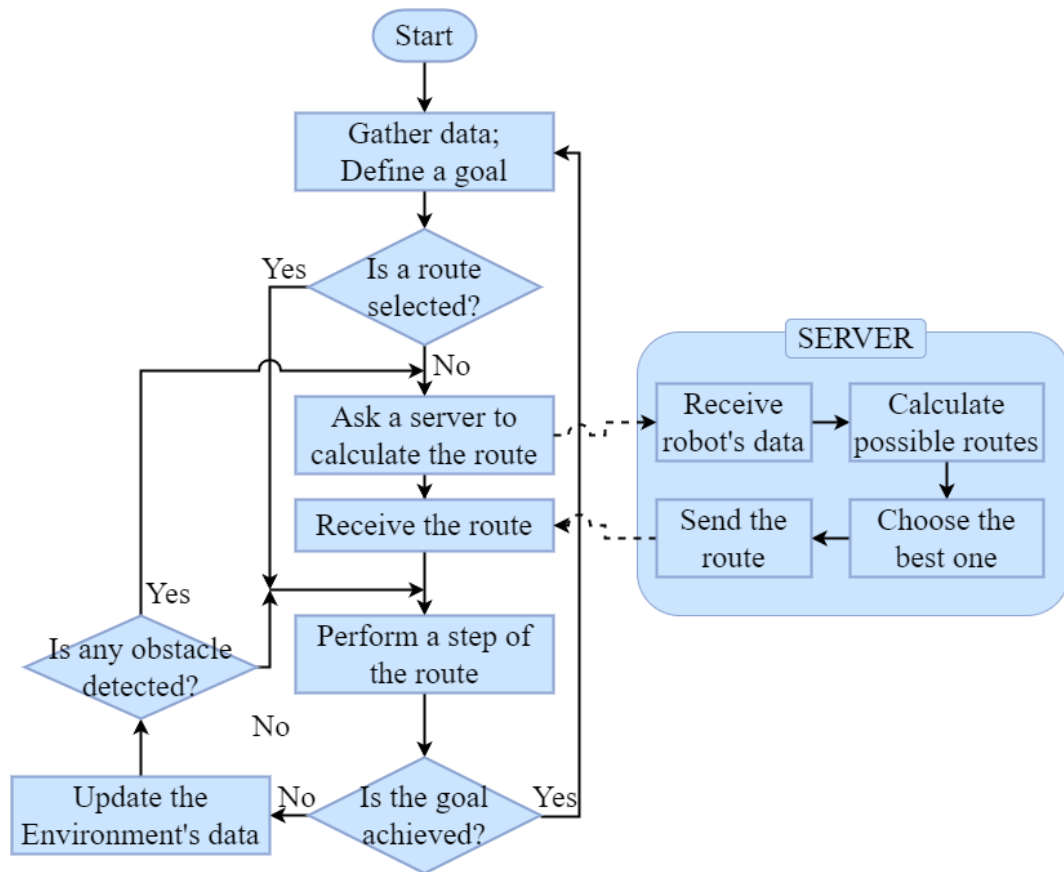 Start
Gather data;
Define a goal
Yes
Is a route
selected?
No
SERVER
Ask a server to
calculate the route
Receive
robot's data
Calculate
possible routes
Receive the route
Send the
route
Choose the
best one
Yes
Is any obstacle
detected?
Perform a step of
the route
No
Update the
Environment's data
No
Is the goal
achieved?
Yes